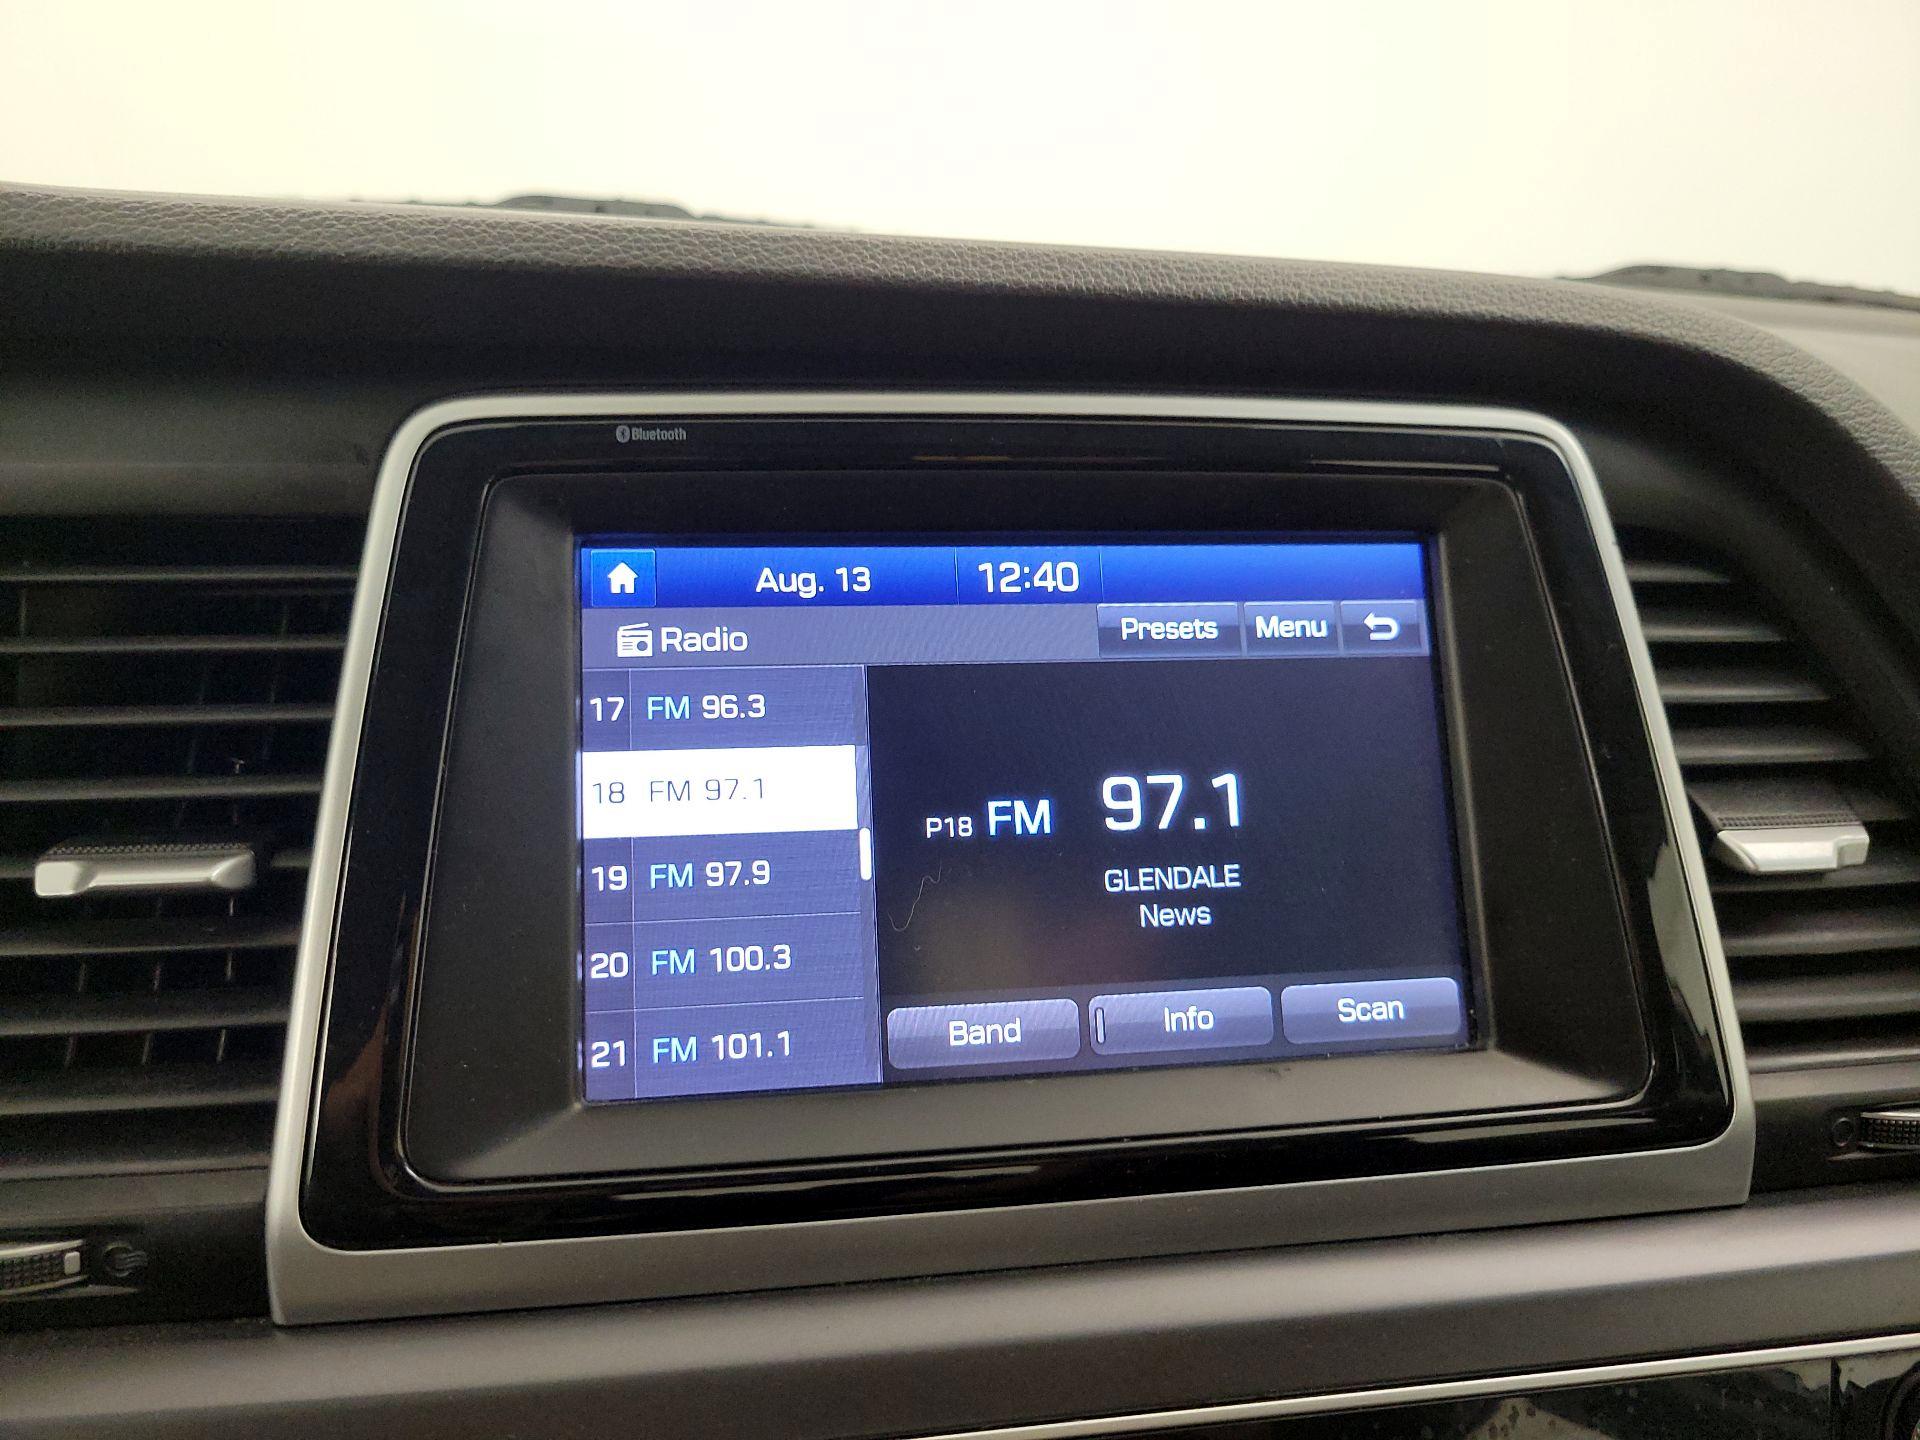 Bluetooth
Aug. 13 12:40
Radio Presets Menu
17 FM 96.3
18 FM 97.1
19 FM 97.9
20 FM 100.3
21 FM 101.1
P18 FM 97.1
GLENDALE
News
Band Info Scan